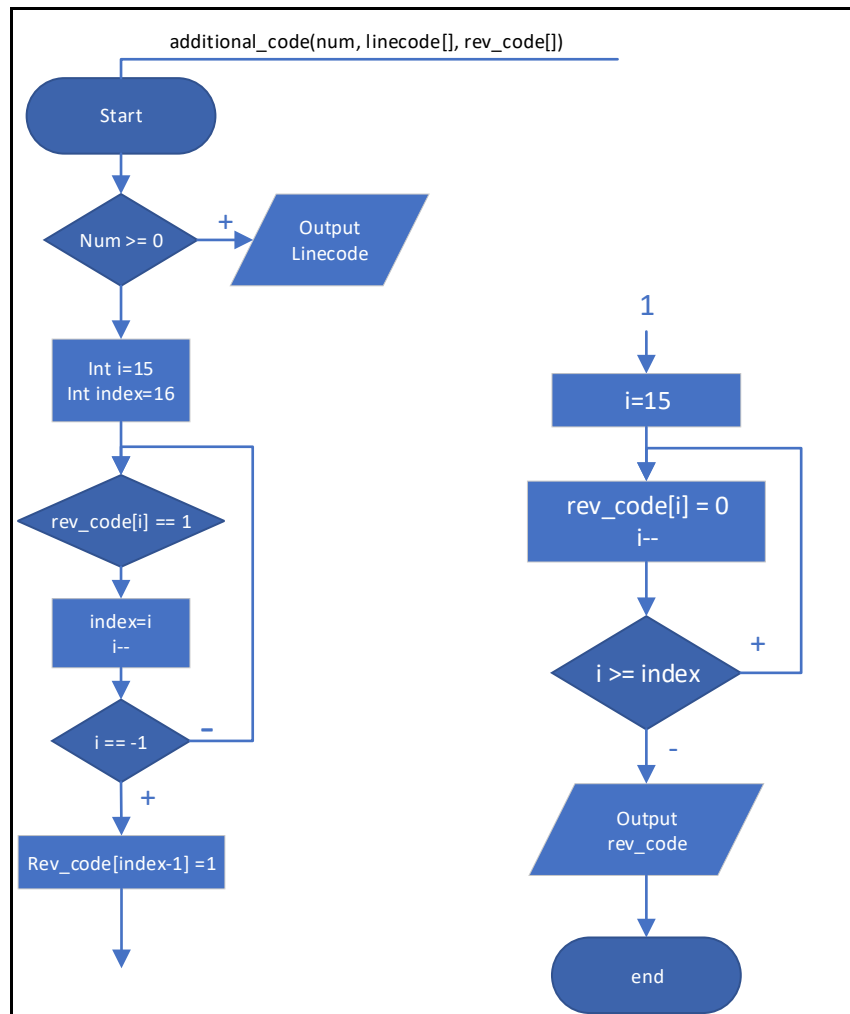 additional_code(num, linecode[], rev_code[])
Start
Num >= 0
+
Output
Linecode
Int i=15
Int index=16
rev_code[i] == 1
index=i
i--
i == -1
-
+
Rev_code[index-1] =1
1
i=15
rev_code[i] = 0
i--
i >= index
+
-
Output
rev_code
end